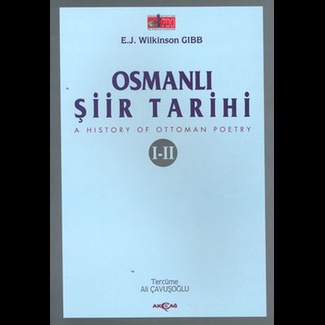 E.J. Wilkinson GIBB
OSMANLI
ŞİİR TARİHİ
A HISTORY OF OTTOMAN POETRY
I-II
Tercüme
Ali ÇAVUŞOĞLU
AKÇAĞ